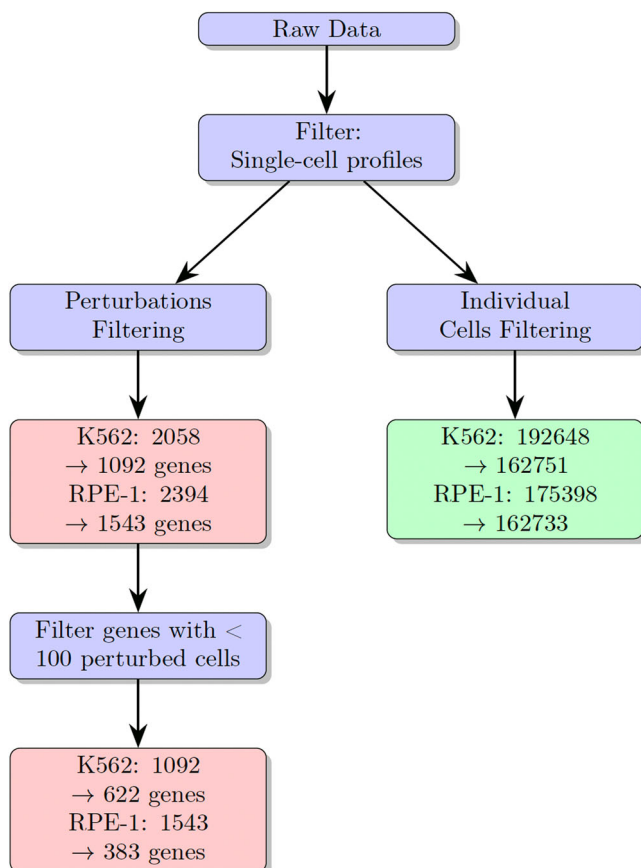 Raw Data
Filter:
Single-cell profiles
Perturbations
Filtering
Individual
Cells Filtering
K562: 2058
→ 1092 genes
RPE-1: 2394
→ 1543 genes
K562: 192648
→ 162751
RPE-1: 175398
→ 162733
Filter genes with <
100 perturbed cells
K562: 1092
→ 622 genes
RPE-1: 1543
→ 383 genes